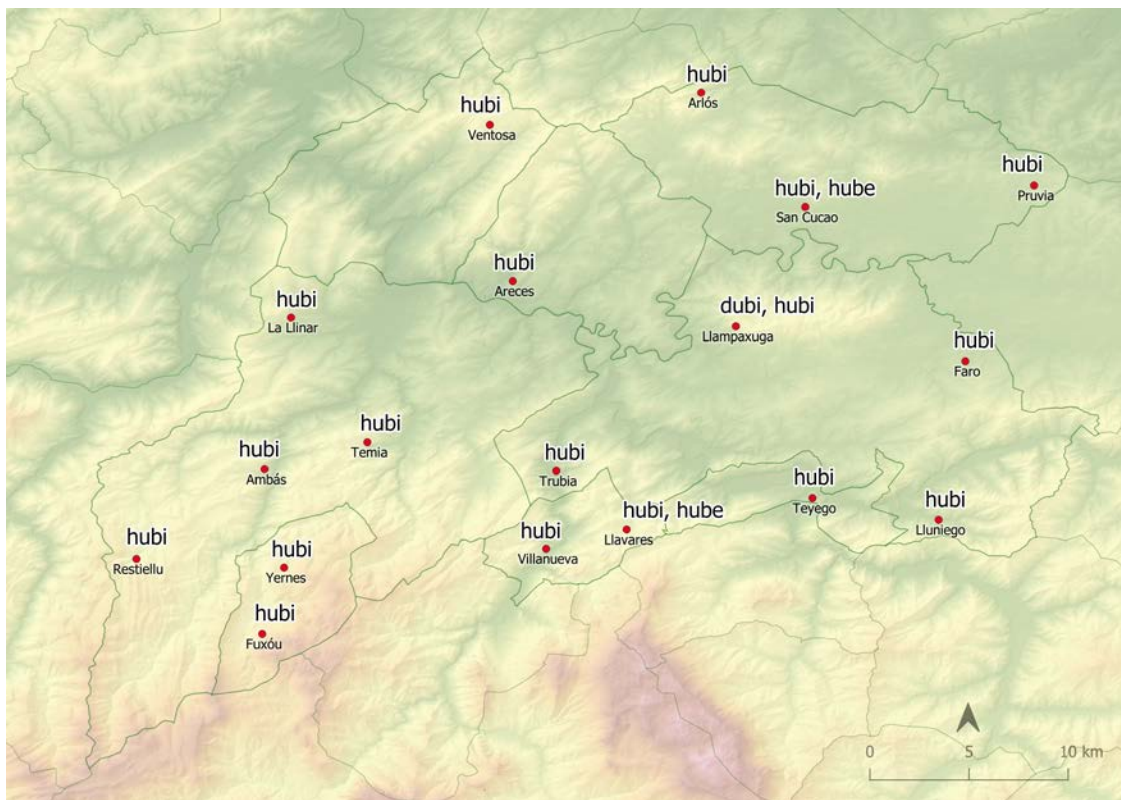 hubi
Arlós
hubi
Ventosa
hubi
Pruvia
hubi, hube
San Cucao
hubi
Areces
hubi
La Llinar
dubi, hubi
Llampaxuga
hubi
Faro
hubi
Temia
hubi
Ambás
hubi
Trubia
hubi
Teyego
hubi
Lluniego
hubi, hube
Llavares
hubi
Villanueva
hubi
Restiellu
hubi
Yernes
hubi
Fuxóu
0 5 10 km